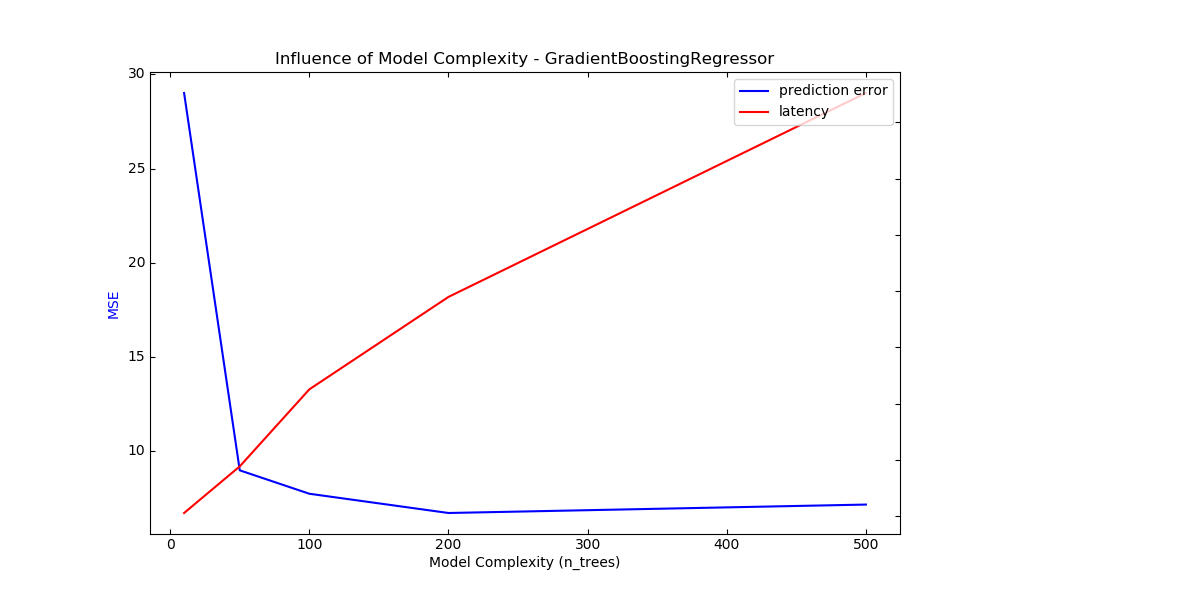 Influence of Model Complexity - GradientBoostingRegressor
prediction error
latency
30
25
20
15
10
MSE
0 100 200 300 400 500
Model Complexity (n_trees)